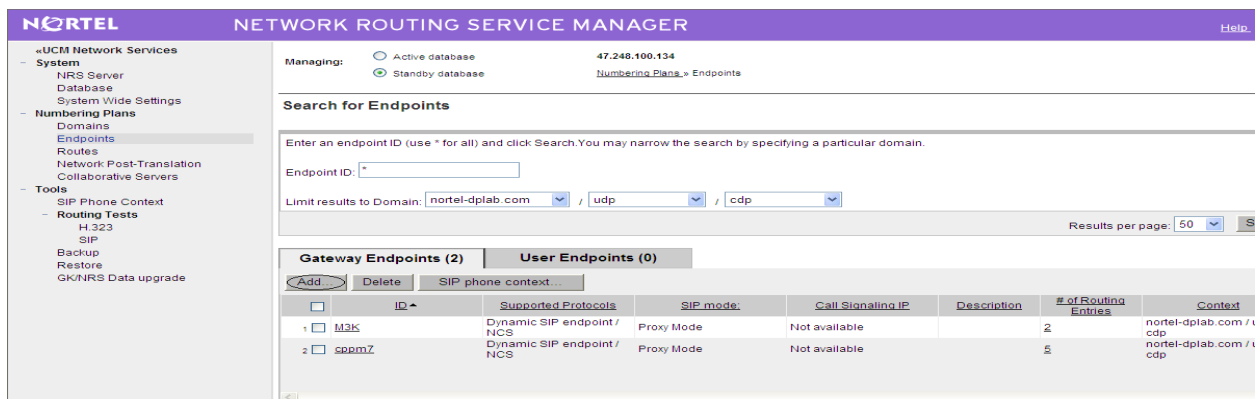 NORTEL NETWORK ROUTING SERVICE MANAGER Help
«UCM Network Services
– System
NRS Server
Database
System Wide Settings
– Numbering Plans
Domains
Endpoints
Routes
Network Post-Translation
Collaborative Servers
– Tools
SIP Phone Context
– Routing Tests
H.323
SIP
Backup
Restore
GK/NRS Data upgrade
Managing: Active database 47.248.100.134
Standby database Numbering Plans » Endpoints
Search for Endpoints
Enter an endpoint ID (use * for all) and click Search.You may narrow the search by specifying a particular domain.
Endpoint ID: *
Limit results to Domain: nortel-dplab.com / udp / cdp
Results per page: 50 S
Gateway Endpoints (2) User Endpoints (0)
Add... Delete SIP phone context...
ID Supported Protocols SIP mode: Call Signaling IP Description # of Routing Entries Context
1 M3K Dynamic SIP endpoint / NCS Proxy Mode Not available 2 nortel-dplab.com / u cdp
2 cppm7 Dynamic SIP endpoint / NCS Proxy Mode Not available 5 nortel-dplab.com / u cdp